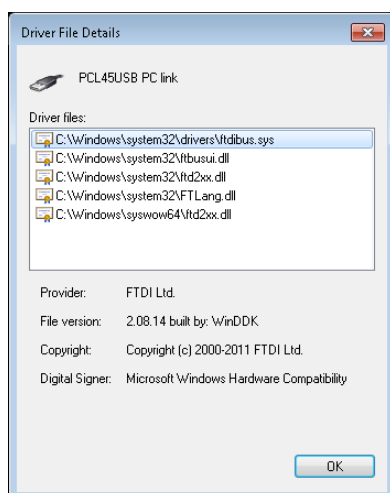 Driver File Details
PCL45USB PC link
Driver files:
C:\Windows\system32\drivers\ftdibus.sys
C:\Windows\system32\ftbusui.dll
C:\Windows\system32\ftd2xx.dll
C:\Windows\system32\FTLang.dll
C:\Windows\syswow64\ftd2xx.dll
Provider: FTDI Ltd.
File version: 2.08.14 built by: WinDDK
Copyright: Copyright (c) 2000-2011 FTDI Ltd.
Digital Signer: Microsoft Windows Hardware Compatibility
OK